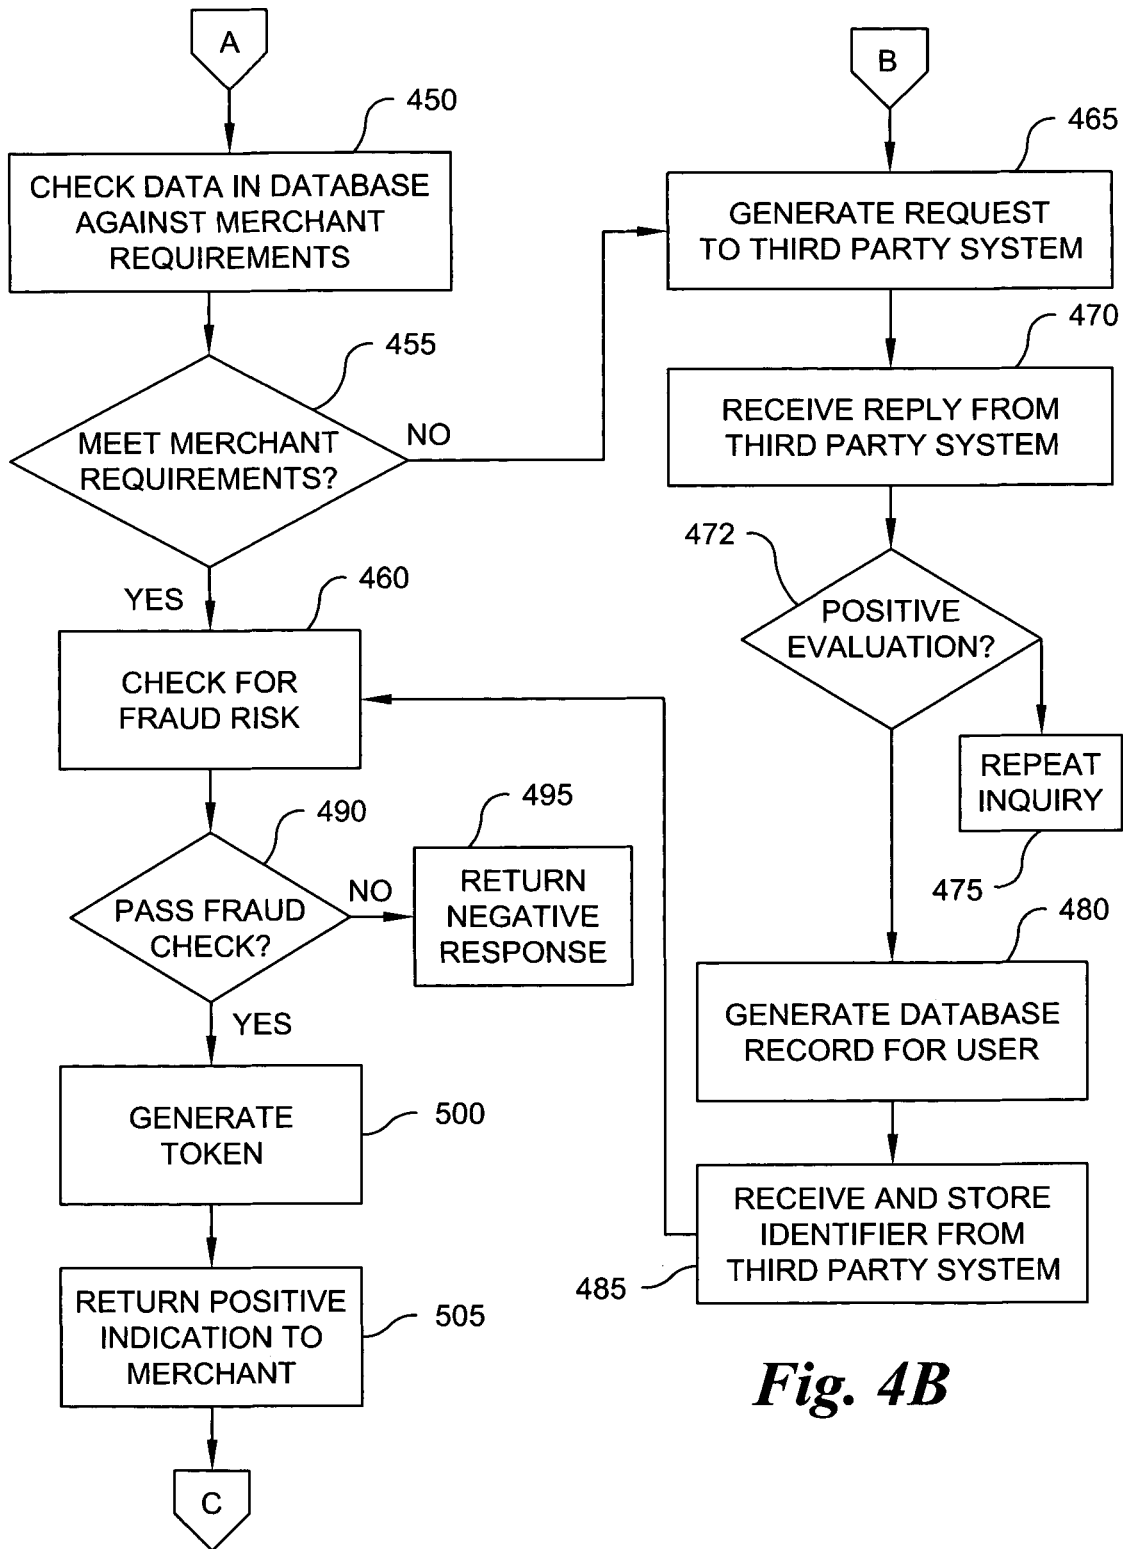 A
450
CHECK DATA IN DATABASE
AGAINST MERCHANT
REQUIREMENTS
455
MEET MERCHANT
REQUIREMENTS?
NO
YES
460
CHECK FOR
FRAUD RISK
490
PASS FRAUD
CHECK?
NO
495
RETURN
NEGATIVE
RESPONSE
YES
GENERATE
TOKEN
500
RETURN POSITIVE
INDICATION TO
MERCHANT
505
C
B
465
GENERATE REQUEST
TO THIRD PARTY SYSTEM
470
RECEIVE REPLY FROM
THIRD PARTY SYSTEM
472
POSITIVE
EVALUATION?
REPEAT
INQUIRY
475
480
GENERATE DATABASE
RECORD FOR USER
RECEIVE AND STORE
IDENTIFIER FROM
THIRD PARTY SYSTEM
485
Fig. 4B